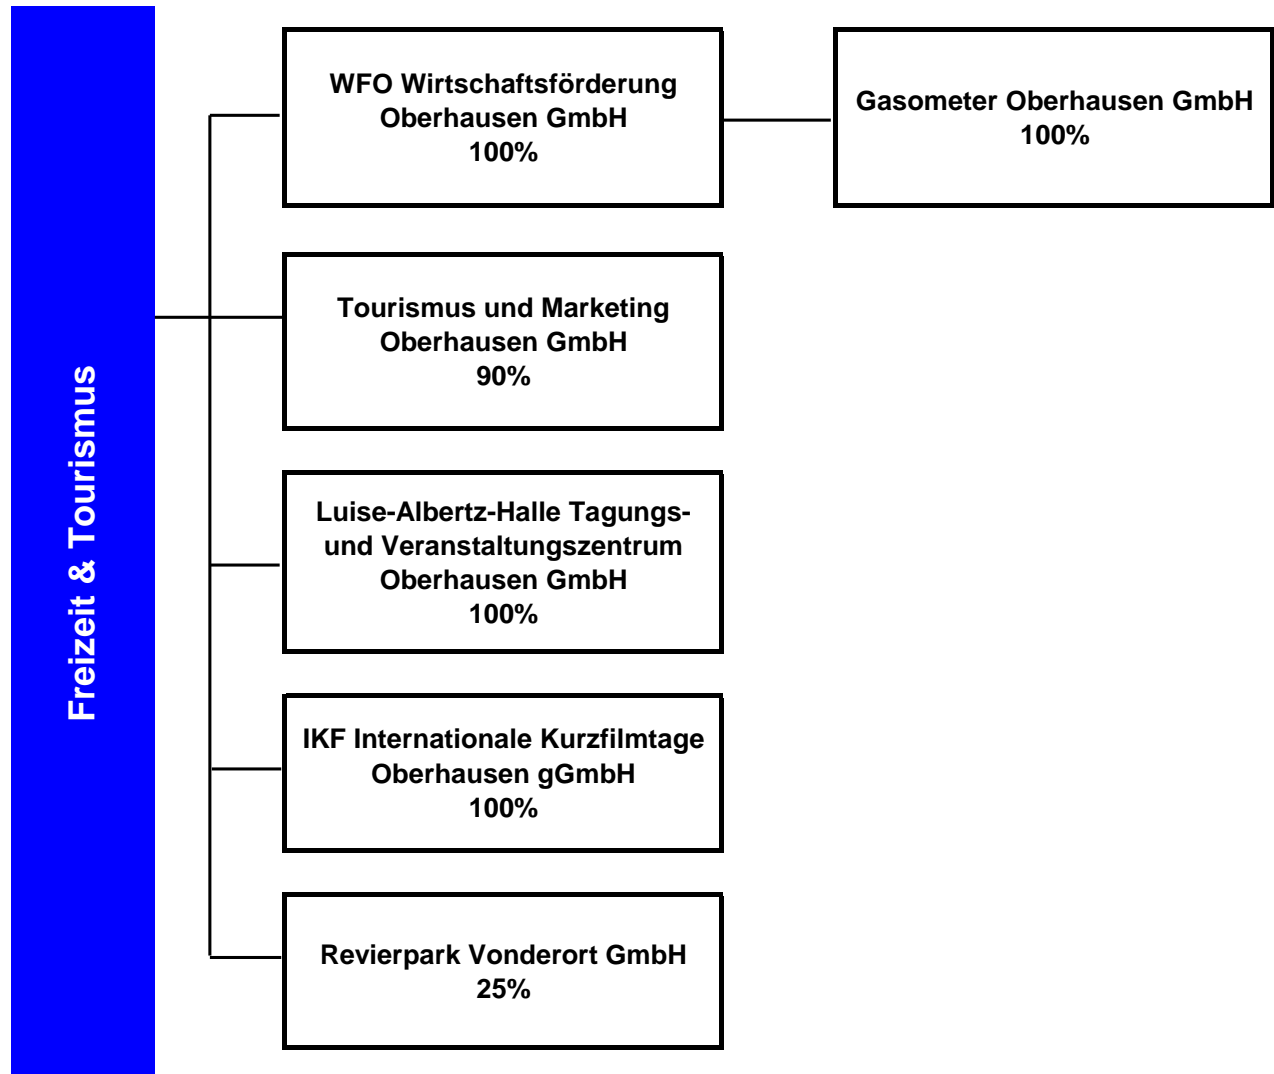 Freizeit & Tourismus
WFO Wirtschaftsförderung
Oberhausen GmbH
100%
Gasometer Oberhausen GmbH
100%
Tourismus und Marketing
Oberhausen GmbH
90%
Luise-Albertz-Halle Tagungs-
und Veranstaltungszentrum
Oberhausen GmbH
100%
IKF Internationale Kurzfilmtage
Oberhausen gGmbH
100%
Revierpark Vonderort GmbH
25%